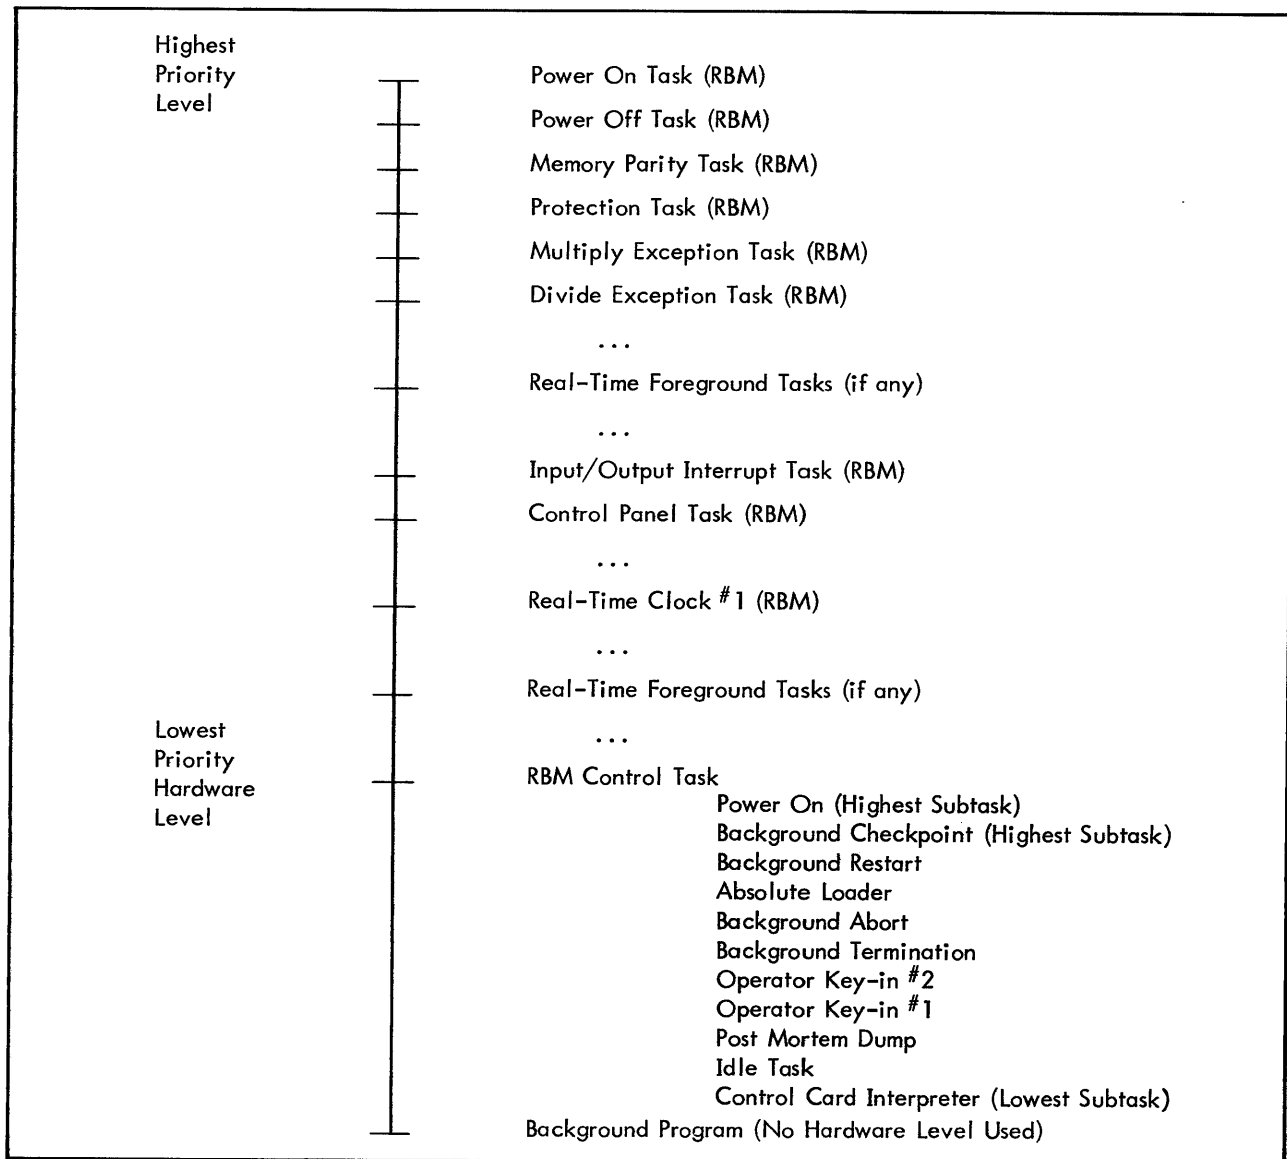 Highest
Priority
Level
Power On Task (RBM)
Power Off Task (RBM)
Memory Parity Task (RBM)
Protection Task (RBM)
Multiply Exception Task (RBM)
Divide Exception Task (RBM)
...
Real-Time Foreground Tasks (if any)
...
Input/Output Interrupt Task (RBM)
Control Panel Task (RBM)
...
Real-Time Clock #1 (RBM)
...
Real-Time Foreground Tasks (if any)
...
Lowest
Priority
Hardware
Level
RBM Control Task
Power On (Highest Subtask)
Background Checkpoint (Highest Subtask)
Background Restart
Absolute Loader
Background Abort
Background Termination
Operator Key-in #2
Operator Key-in #1
Post Mortem Dump
Idle Task
Control Card Interpreter (Lowest Subtask)
Background Program (No Hardware Level Used)